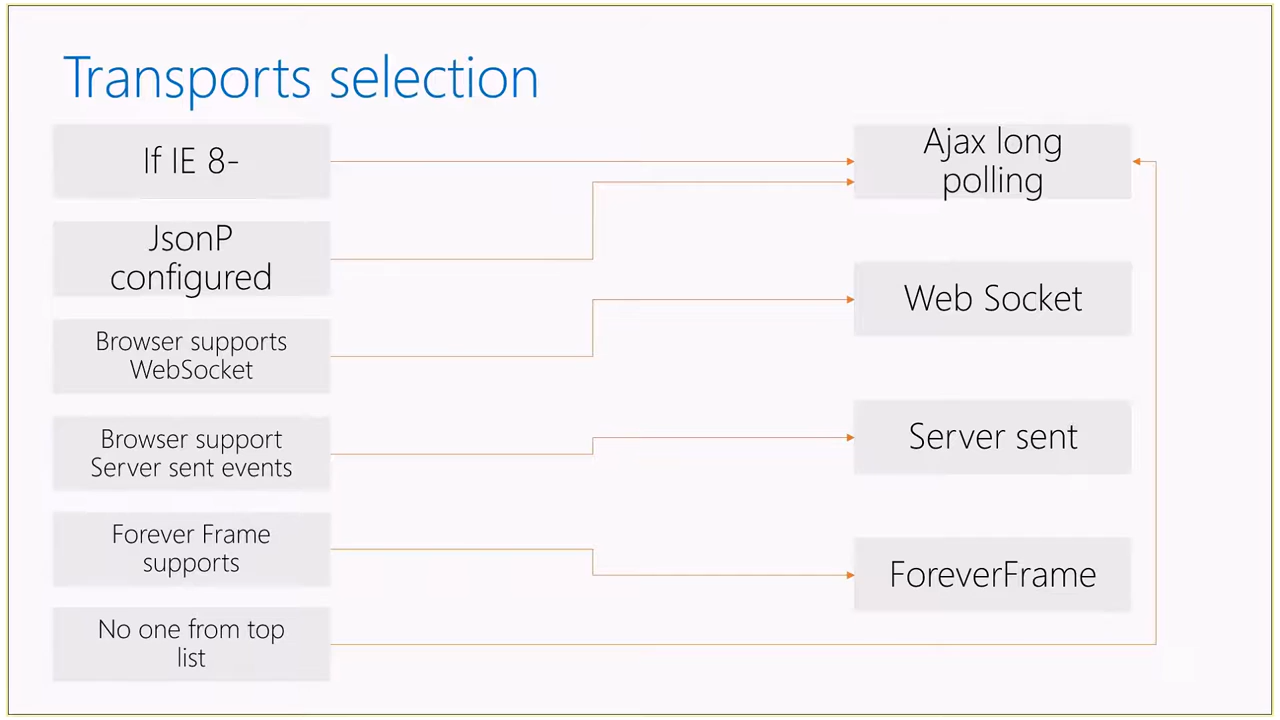 Transports selection
If IE 8-
Ajax long
polling
JsonP
configured
Web Socket
Browser supports
WebSocket
Browser support
Server sent events
Server sent
Forever Frame
supports
ForeverFrame
No one from top
list